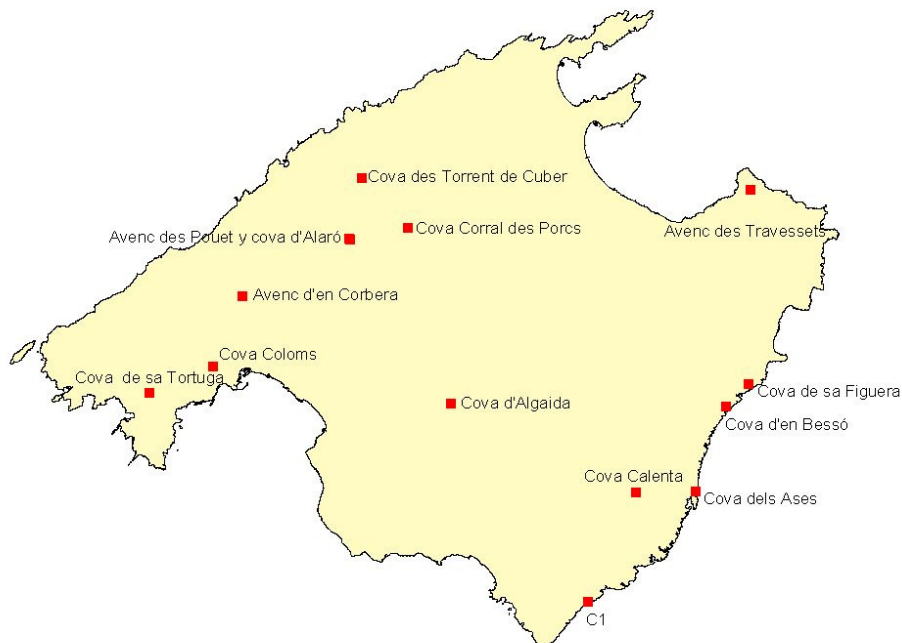 Cova des Torrent de Cuber
Cova Corral des Porcs
Avenc des Pouet y cova d'Alaró
Avenc des Travessets
Avenc d'en Corbera
Cova Coloms
Cova  de sa Tortuga
Cova de sa Figuera
Cova d'Algaida
Cova d'en Bessó
Cova Calenta
Cova dels Ases
C1